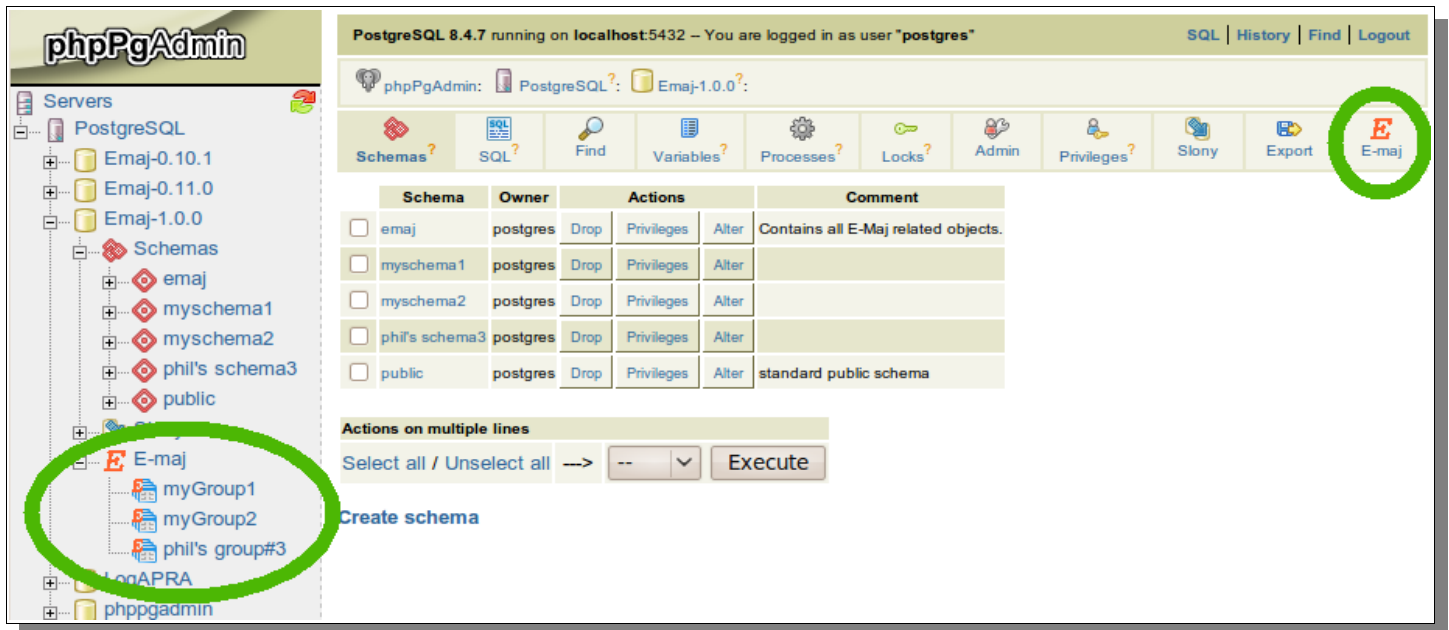 phpPgAdmin
Servers
PostgreSQL
Emaj-0.10.1
Emaj-0.11.0
Emaj-1.0.0
Schemas
emaj
myschema1
myschema2
phil's schema3
public
E-maj
myGroup1
myGroup2
phil's group#3
LogAPRA
phppgadmin
PostgreSQL 8.4.7 running on localhost:5432 -- You are logged in as user "postgres"
SQL | History | Find | Logout
phpPgAdmin: PostgreSQL?: Emaj-1.0.0?:
Schemas? SQL? Find Variables? Processes? Locks? Admin Privileges? Slony Export E-maj
Schema Owner Actions Comment
emaj postgres Drop Privileges Alter Contains all E-Maj related objects.
myschema1 postgres Drop Privileges Alter
myschema2 postgres Drop Privileges Alter
phil's schema3 postgres Drop Privileges Alter
public postgres Drop Privileges Alter standard public schema
Actions on multiple lines
Select all / Unselect all ---> -- Execute
Create schema